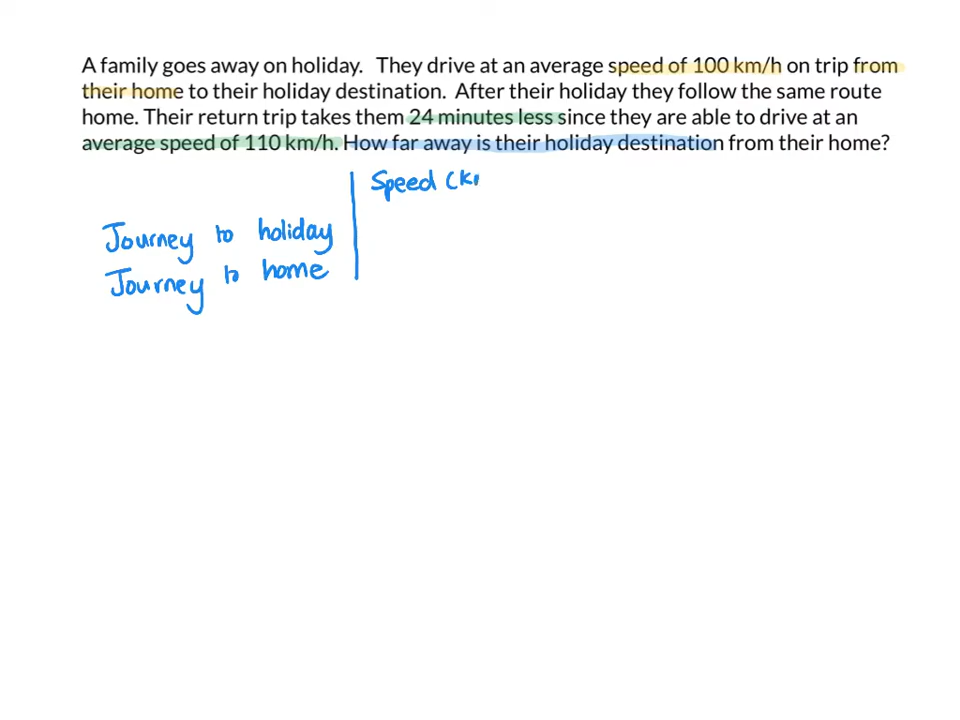 A family goes away on holiday. They drive at an average speed of 100 km/h on trip from
their home to their holiday destination. After their holiday they follow the same route
home. Their return trip takes them 24 minutes less since they are able to drive at an
average speed of 110 km/h. How far away is their holiday destination from their home?
Speed (k
Journey to holiday
Journey to home